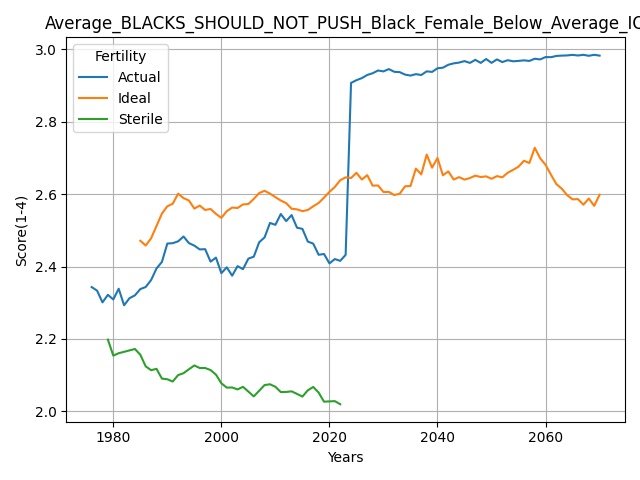 Average_BLACKS_SHOULD_NOT_PUSH_Black_Female_Below_Average_IQ
Fertility
Actual
Ideal
Sterile
Score(1-4)
3.0
2.8
2.6
2.4
2.2
2.0
1980 2000 2020 2040 2060
Years